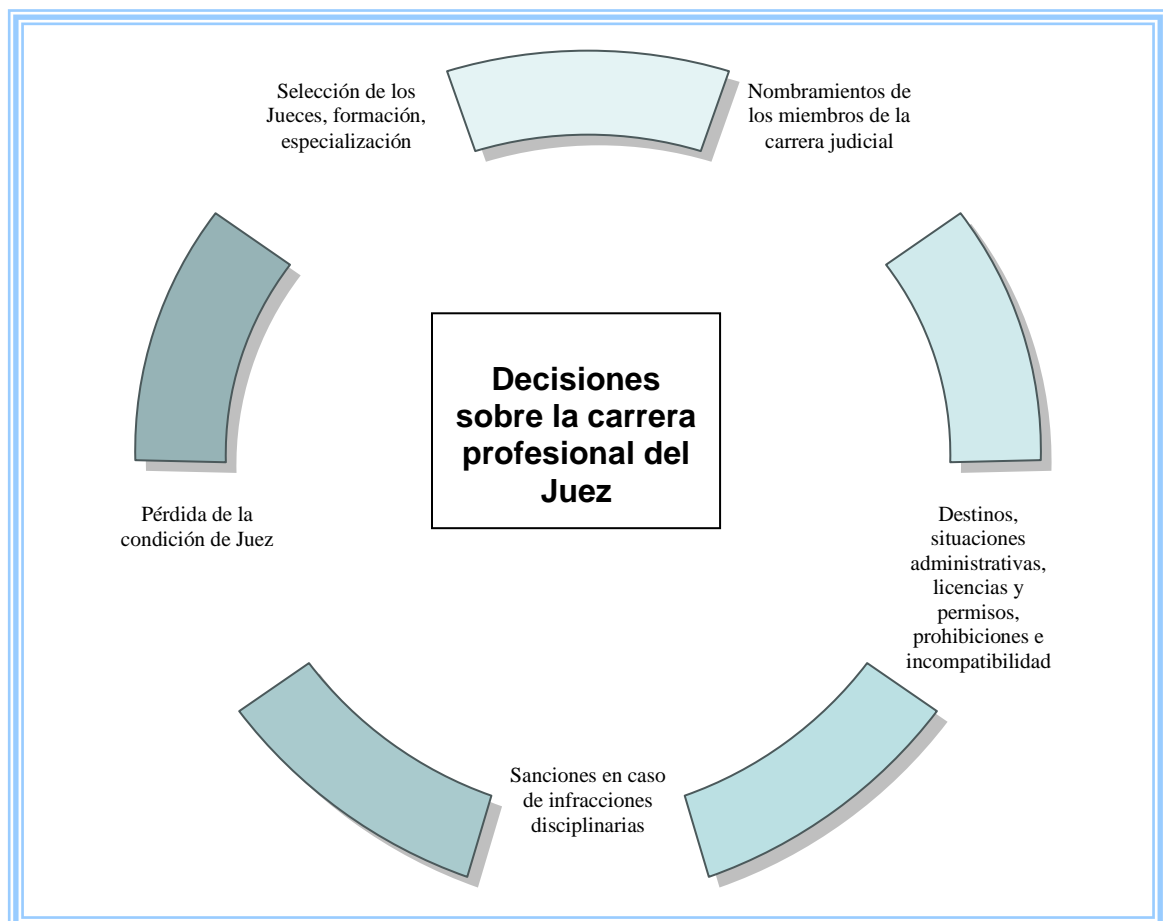 Selección de los
Jueces, formación,
especialización
Nombramientos de
los miembros de la
carrera judicial
Decisiones
sobre la carrera
profesional del
Juez
Pérdida de la
condición de Juez
Destinos,
situaciones
administrativas,
licencias y
permisos,
prohibiciones e
incompatibilidad
Sanciones en caso
de infracciones
disciplinarias